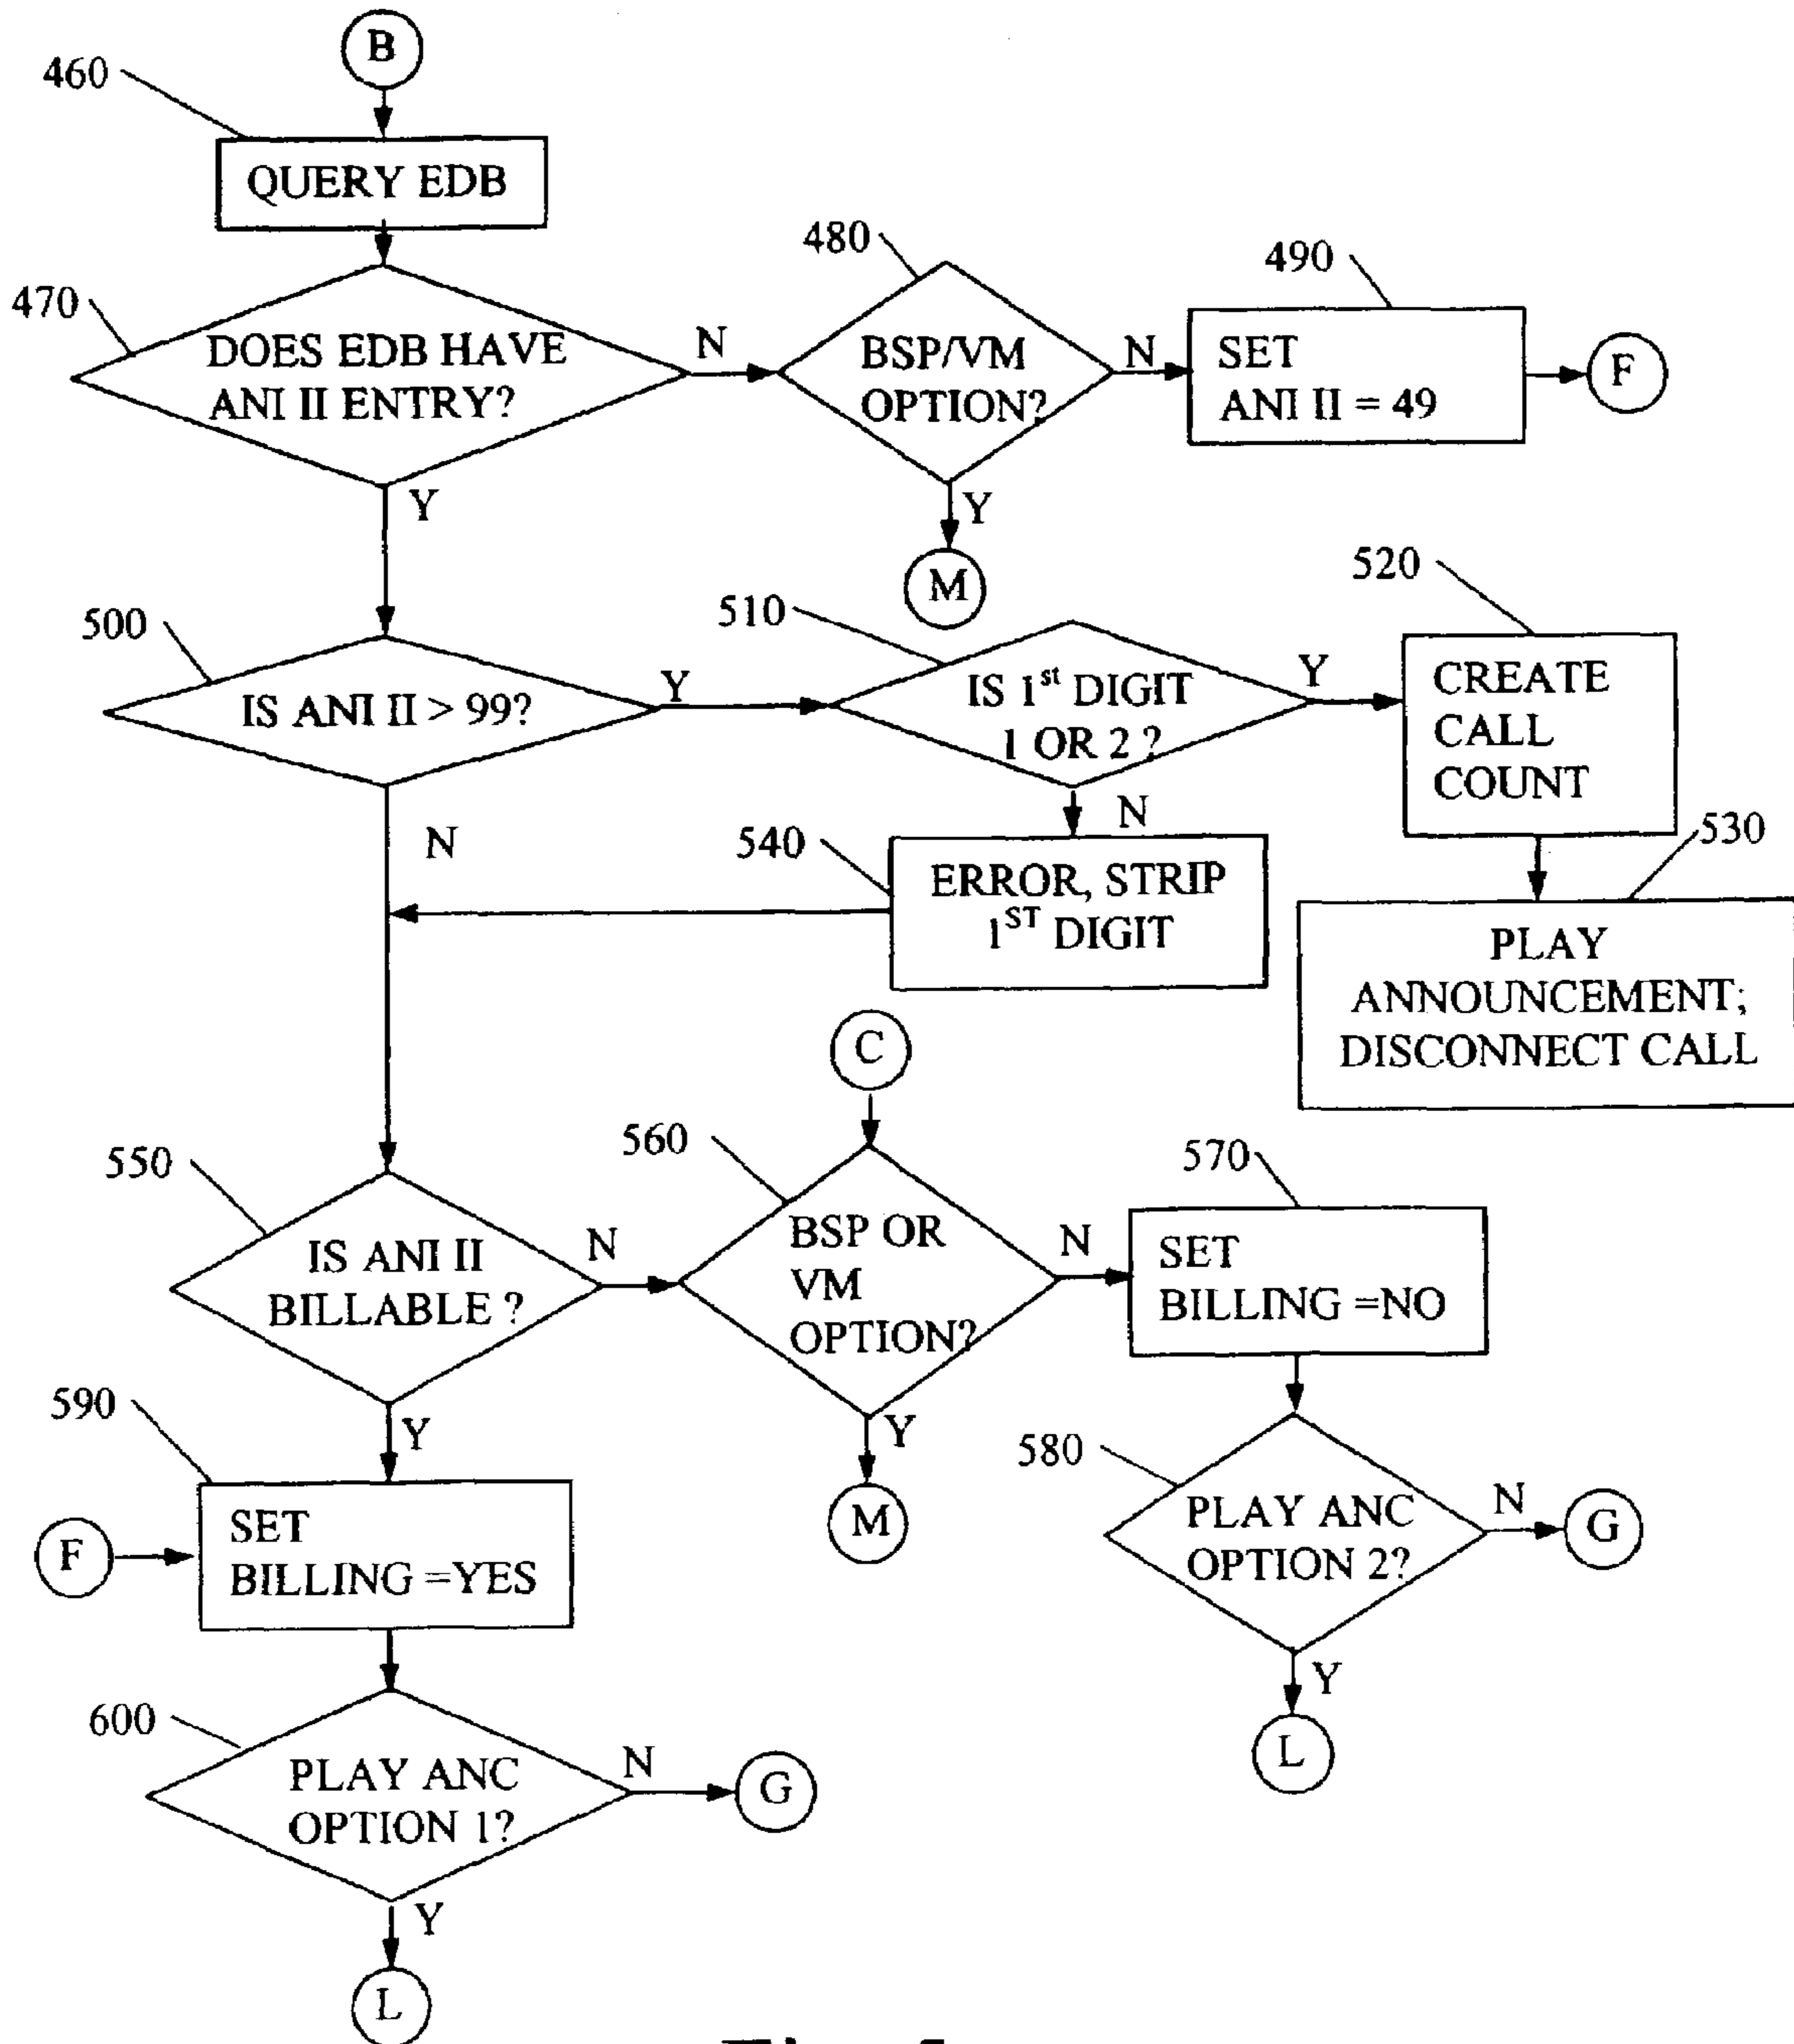 B
460
QUERY EDB
470
DOES EDB HAVE
ANI II ENTRY?
N
Y
480
BSP/VM
OPTION?
N
Y
M
490
SET
ANI II = 49
F
500
IS ANI II > 99?
Y
N
510
IS 1st DIGIT
1 OR 2 ?
Y
N
520
CREATE
CALL
COUNT
530
PLAY
ANNOUNCEMENT;
DISCONNECT CALL
540
ERROR, STRIP
1ST DIGIT
C
550
IS ANI II
BILLABLE ?
N
Y
560
BSP OR
VM
OPTION?
N
Y
M
570
SET
BILLING =NO
580
PLAY ANC
OPTION 2?
N
G
Y
L
590
F
SET
BILLING =YES
600
PLAY ANC
OPTION 1?
N
G
Y
L